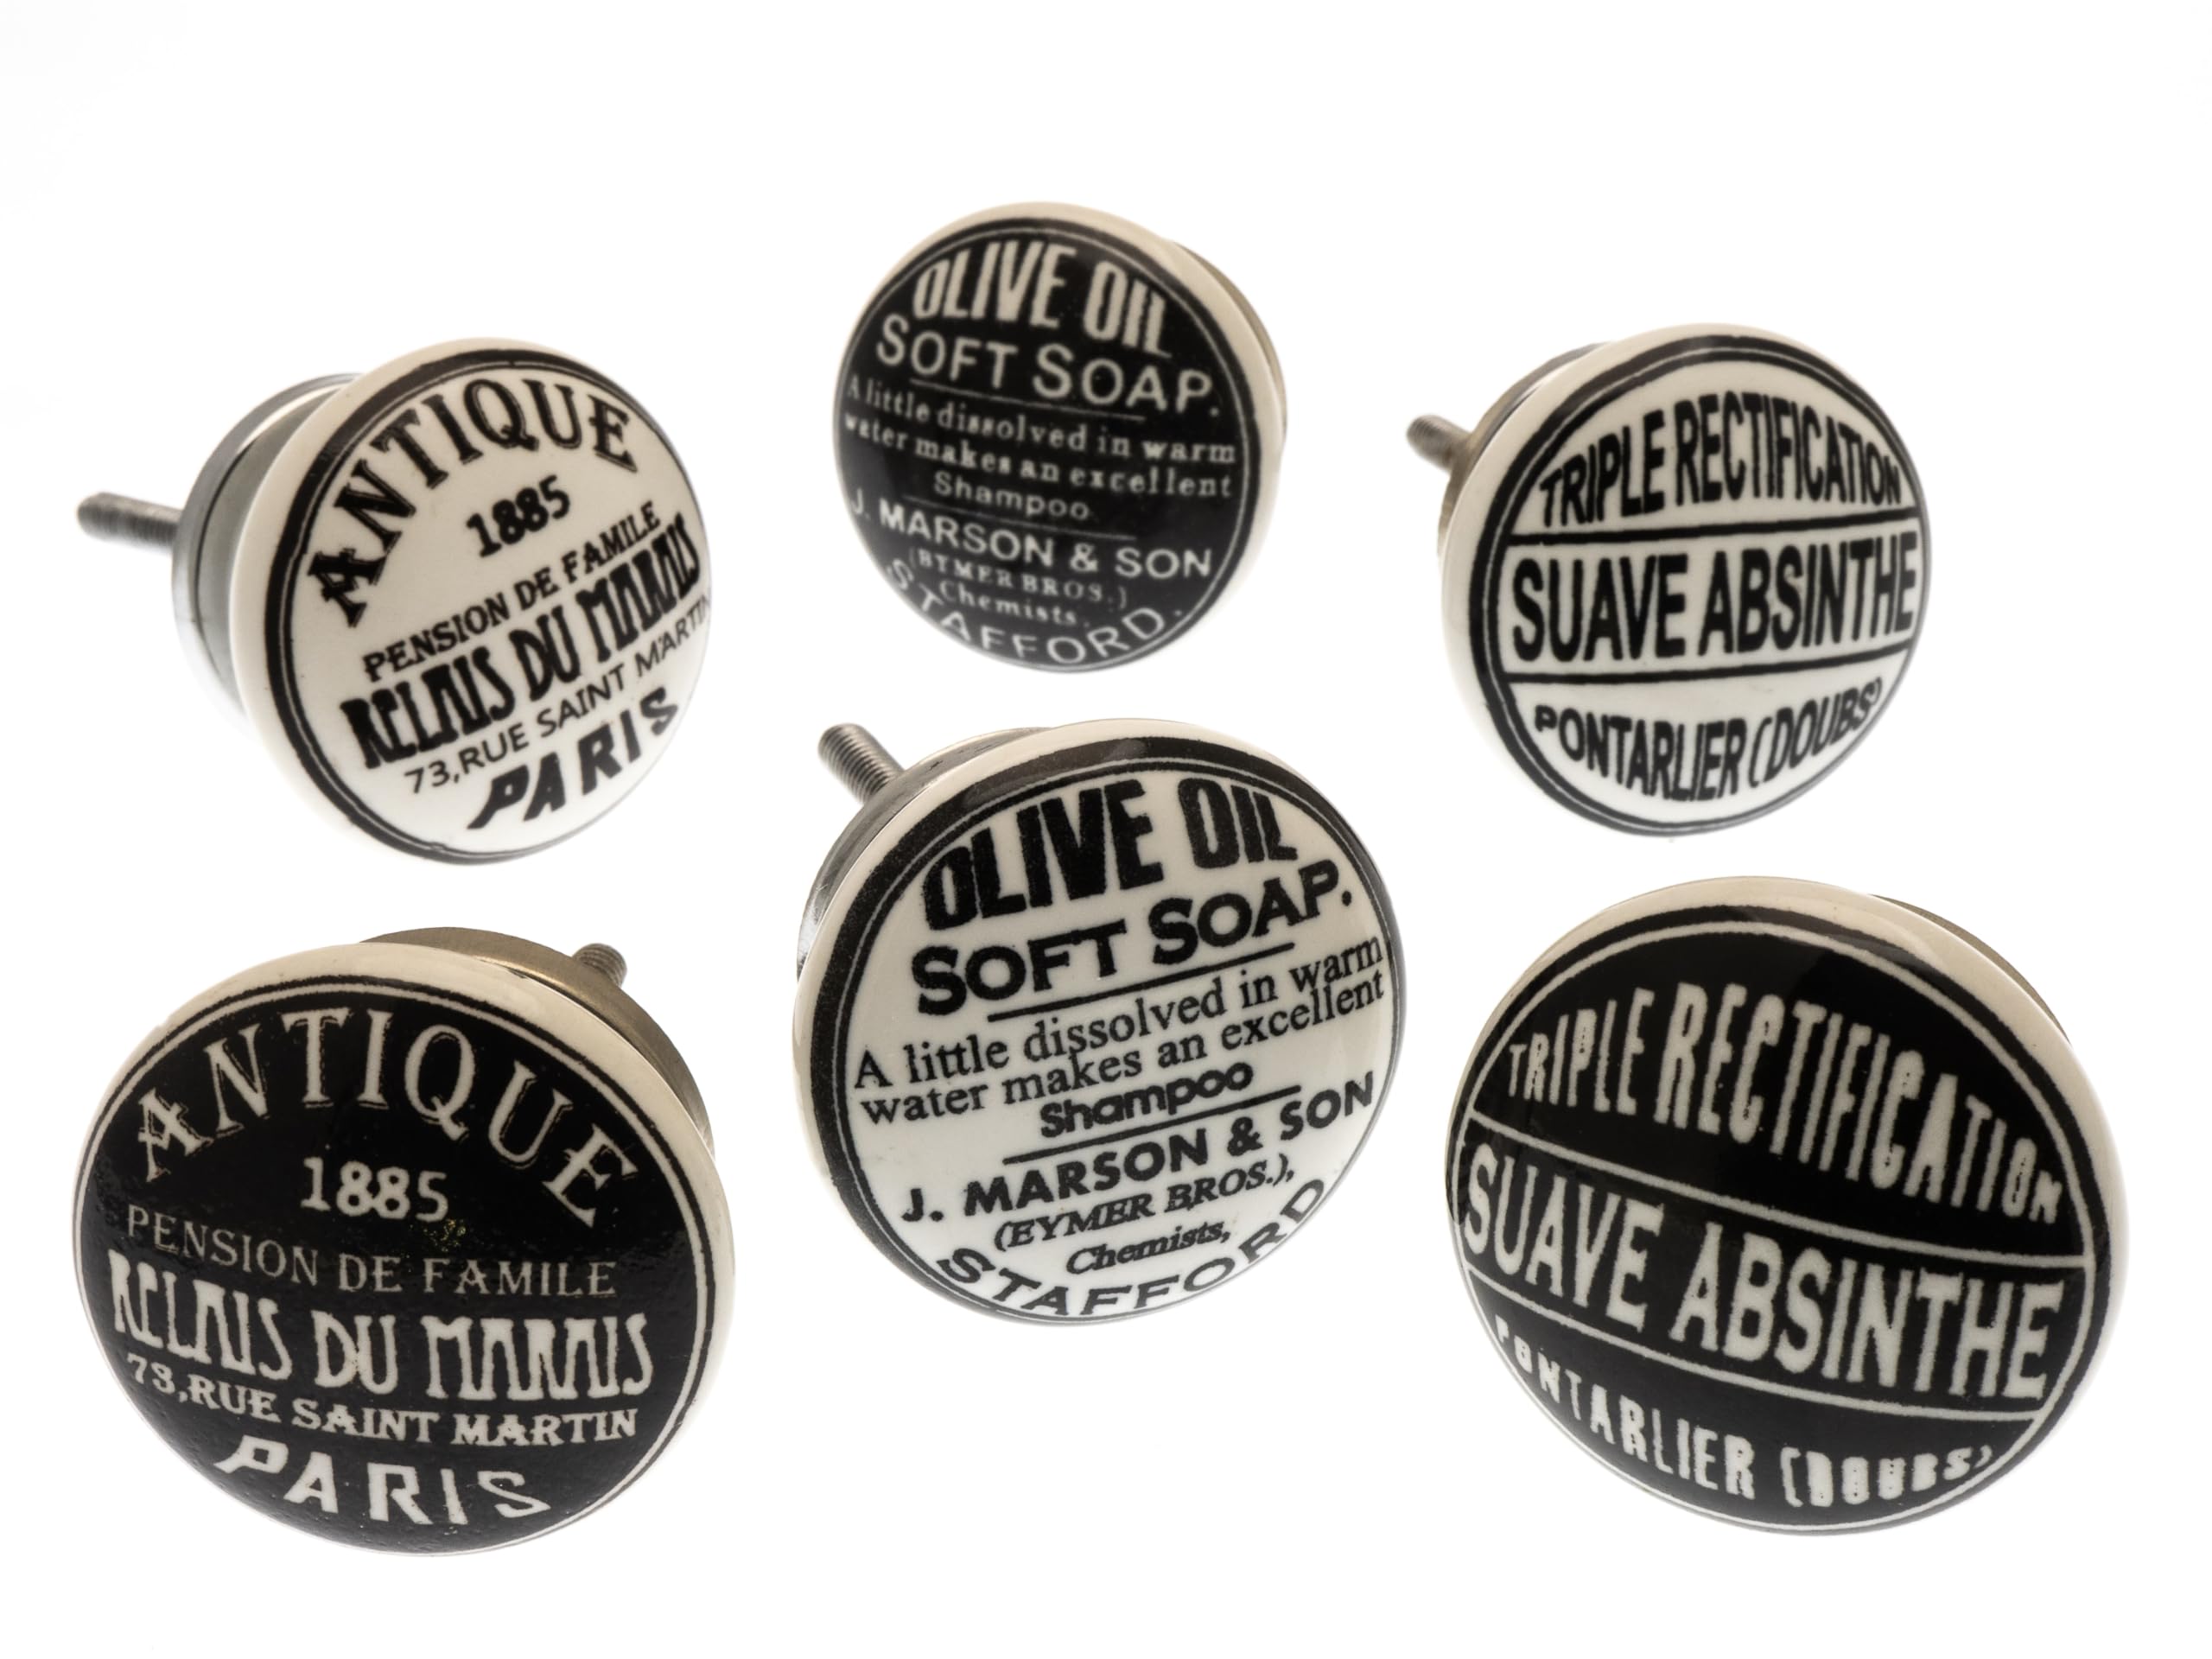 ANTIQUE
1885
PENSION DE FAMILE
RELAIS DU MARAIS
73,RUE SAINT MARTIN
PARIS
OLIVE OIL
SOFT SOAP.
A little dissolved in warm
water makes an excellent
Shampoo
J. MARSON & SON
(BYMER BROS.)
Chemists,
STAFFORD.
TRIPLE RECTIFICATION
SUAVE ABSINTHE
PONTARLIER (DOUBS)
ANTIQUE
1885
PENSION DE FAMILE
RELAIS DU MARAIS
73,RUE SAINT MARTIN
PARIS
OLIVE OIL
SOFT SOAP.
A little dissolved in warm
water makes an excellent
Shampoo
J. MARSON & SON
(EYMER BROS.),
Chemists,
STAFFORD
TRIPLE RECTIFICATION
SUAVE ABSINTHE
PONTARLIER (DOUBS)